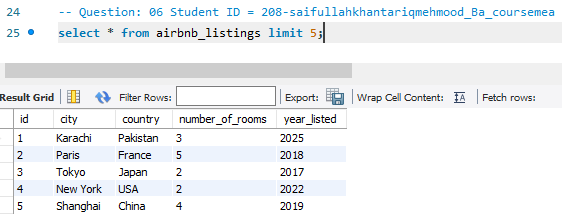 24 -- Question: 06 Student ID = 208-saifullahkhantariqmehmood_Ba_coursemea
25 select * from airbnb_listings limit 5;
Result Grid Filter Rows: Export: Wrap Cell Content: IA Fetch rows:
id city country number_of_rooms year_listed
1 Karachi Pakistan 3 2025
2 Paris France 5 2018
3 Tokyo Japan 2 2017
4 New York USA 2 2022
5 Shanghai China 4 2019